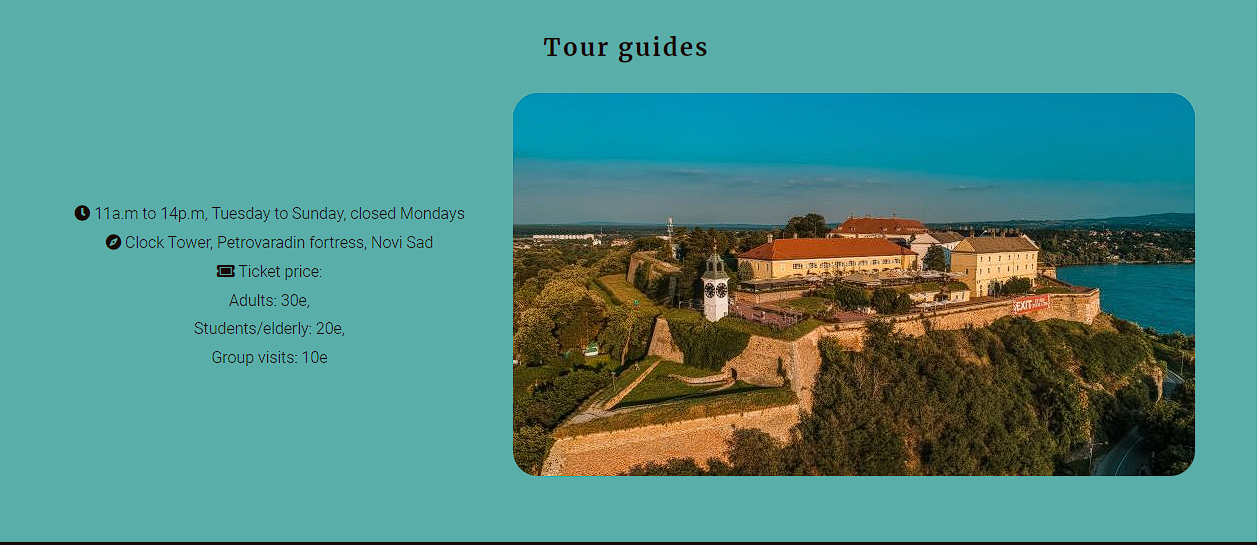 Tour guides
11a.m to 14p.m, Tuesday to Sunday, closed Mondays
Clock Tower, Petrovaradin fortress, Novi Sad
Ticket price:
Adults: 30e,
Students/elderly: 20e,
Group visits: 10e
EXIT